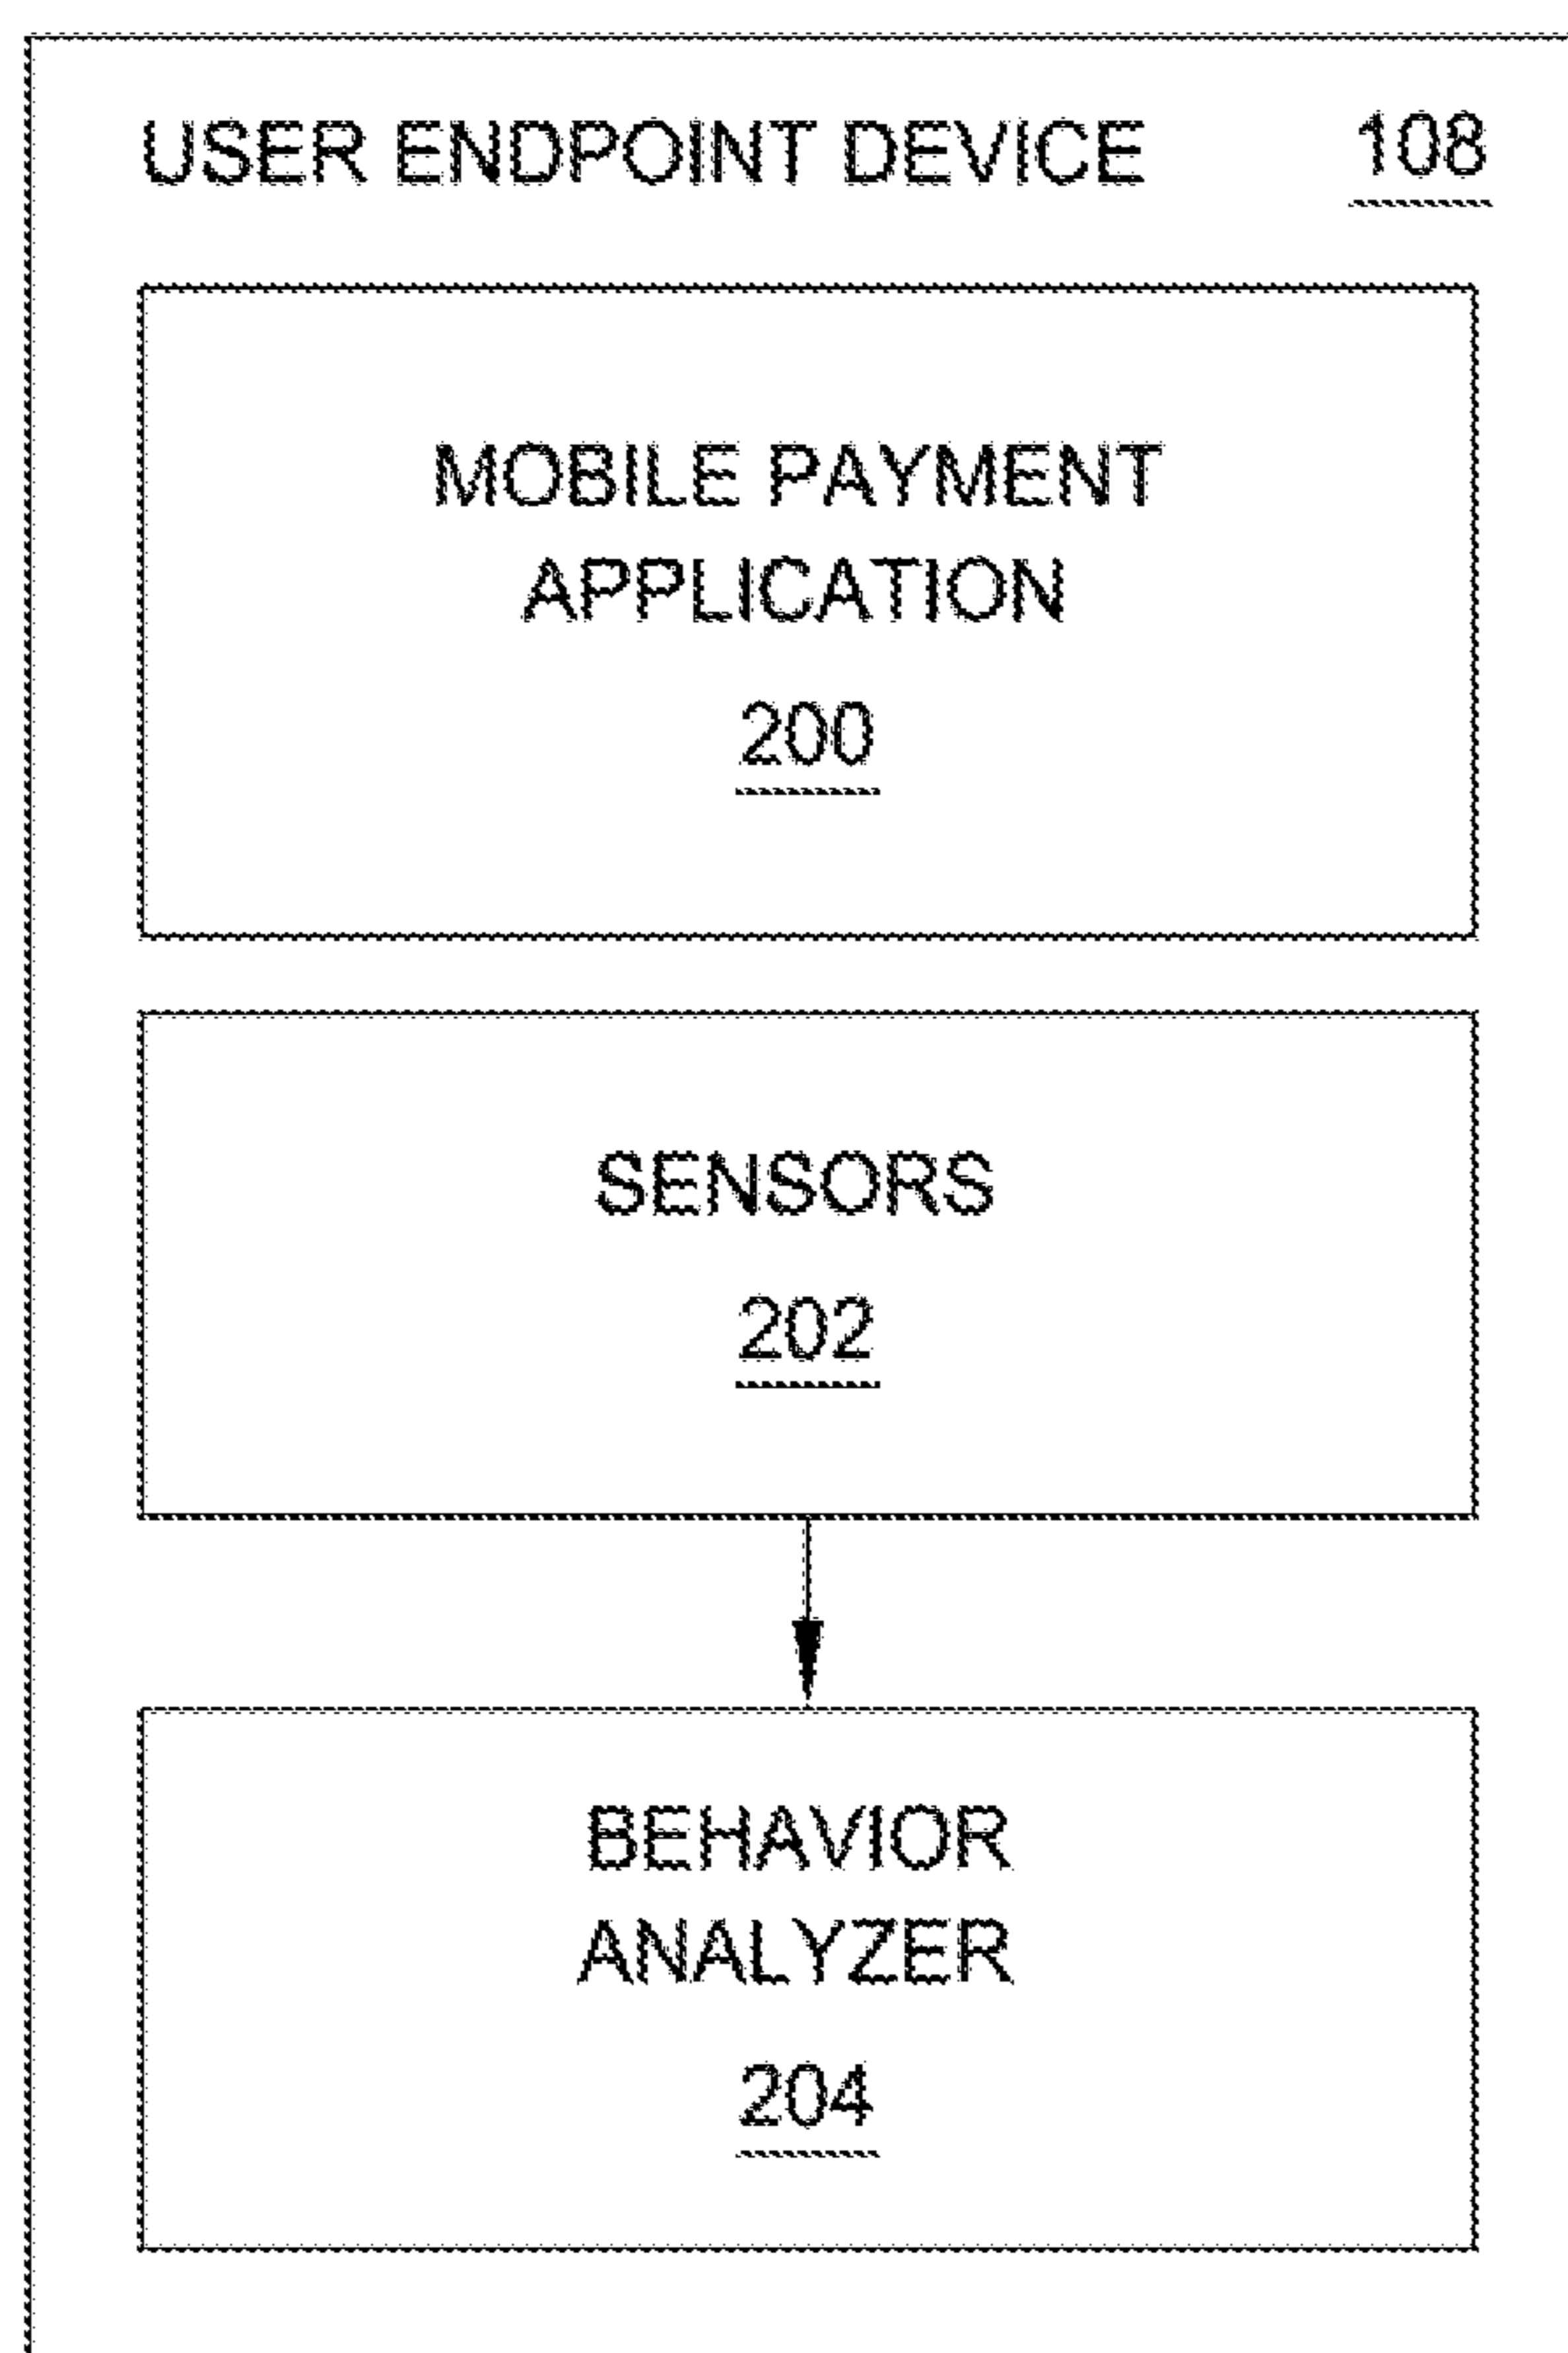 USER ENDPOINT DEVICE 108
MOBILE PAYMENT
APPLICATION
200
SENSORS
202
BEHAVIOR
ANALYZER
204